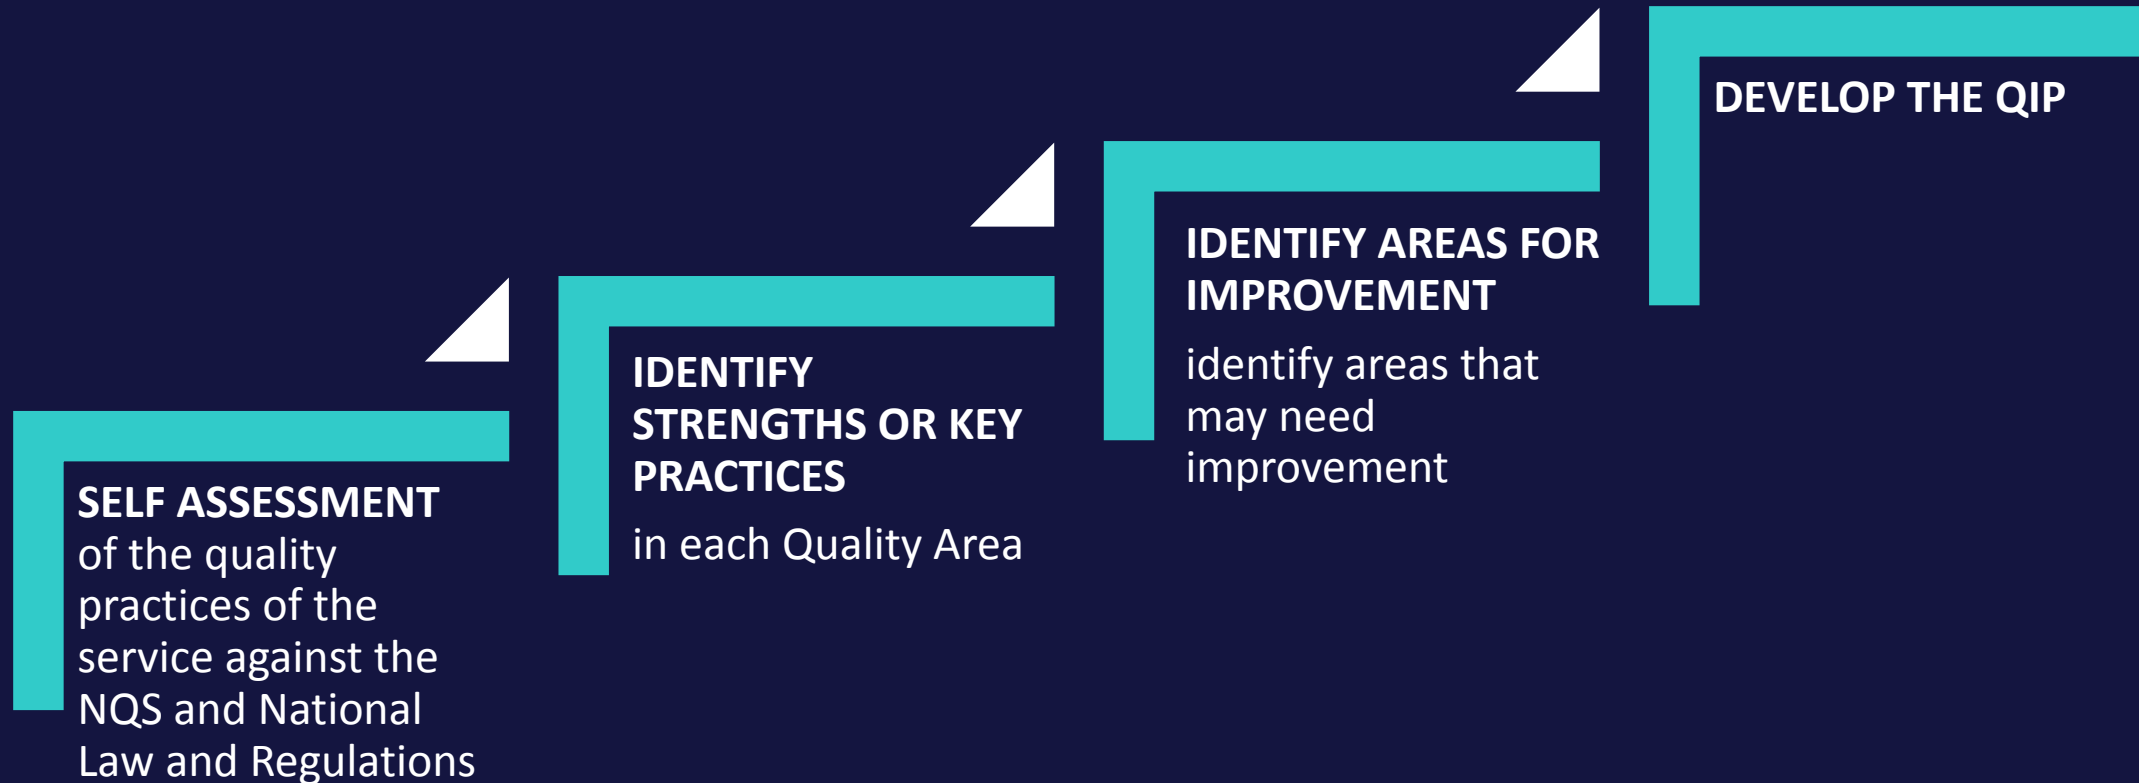 SELF ASSESSMENT
of the quality
practices of the
service against the
NQS and National
Law and Regulations
IDENTIFY
STRENGTHS OR KEY
PRACTICES
in each Quality Area
IDENTIFY AREAS FOR
IMPROVEMENT
identify areas that
may need
improvement
DEVELOP THE QIP